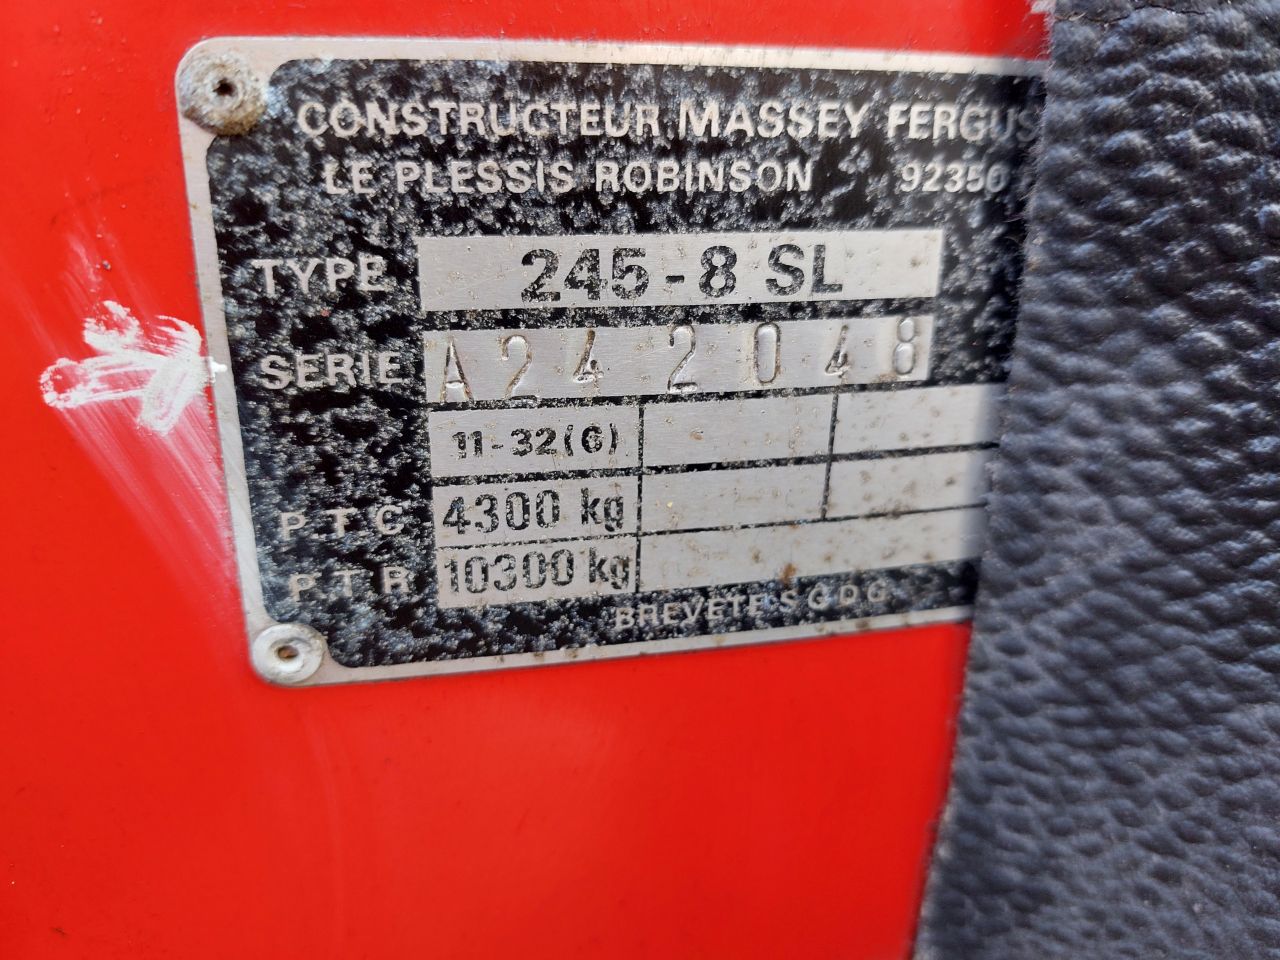 CONSTRUCTEUR MASSEY FERGUS
LE PLESSIS ROBINSON 92350
TYPE 245-8 SL
SERIE A242048
11-32(6)
P.T.C 4300 kg
P.T.R 10300 kg
BREVETE S G D G